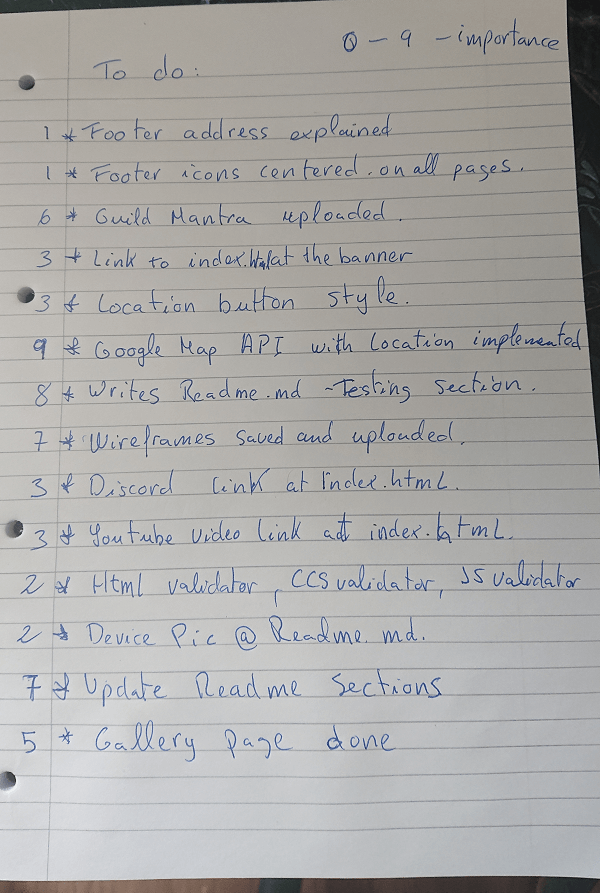 0 - 9 - importance
To do:
1 * Footer address explained
1 * Footer icons centered. on all pages.
6 * Guild Mantra uploaded.
3 * Link to index.html at the banner
3 * Location button style.
9 * Google Map API with Location implemented
8 * Writes Readme.md - Testing section.
7 * Wireframes saved and uploaded.
3 * Discord link at index.html.
3 * Youtube video link at index.html.
2 * Html validator, CCS validator, JS validator
2 * Device Pic @ Readme.md.
7 * Update Readme sections
5 * Gallery page done